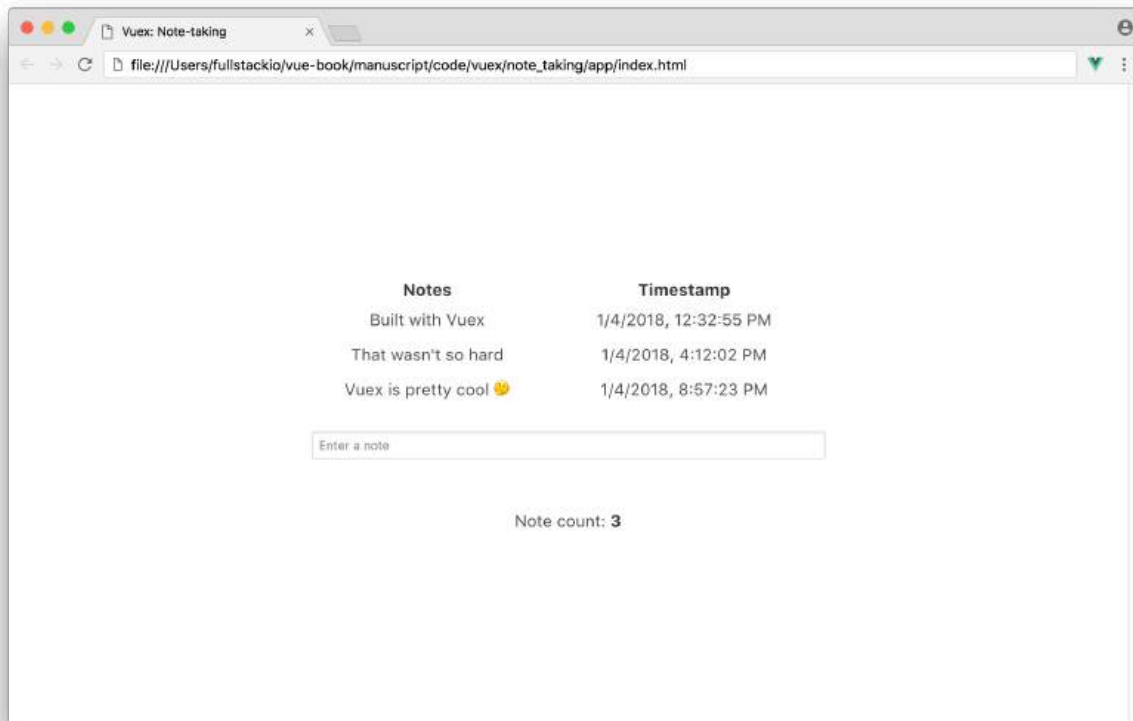 Vuex: Note-taking
file:///Users/fullstackio/vue-book/manuscript/code/vuex/note_taking/app/index.html
Notes Timestamp
Built with Vuex 1/4/2018, 12:32:55 PM
That wasn't so hard 1/4/2018, 4:12:02 PM
Vuex is pretty cool 🤔 1/4/2018, 8:57:23 PM
Enter a note
Note count: 3